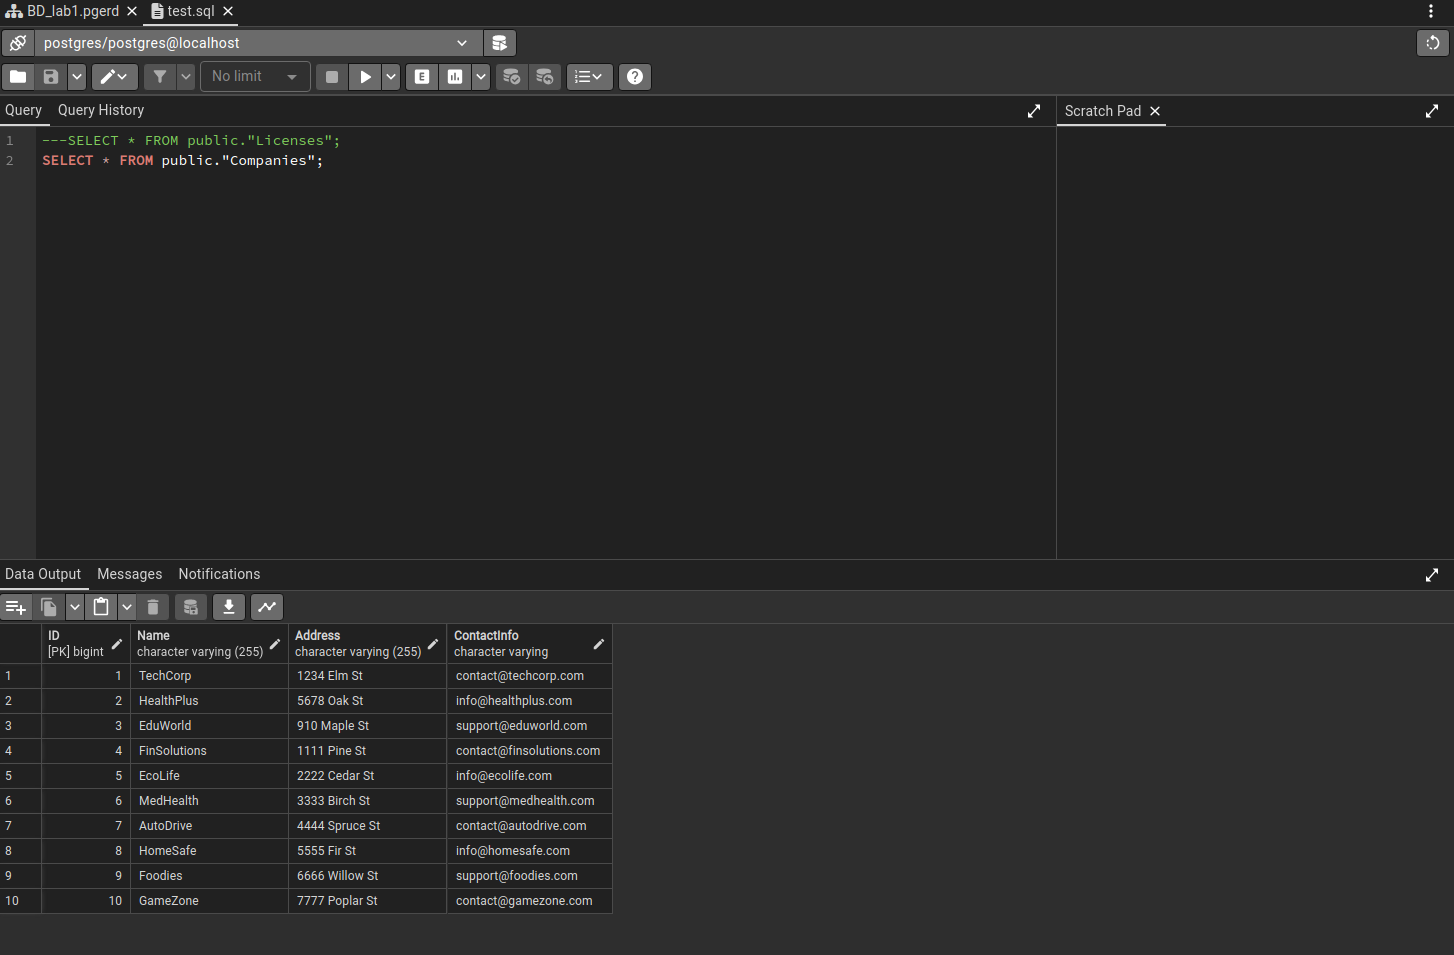 BD_lab1.pgerd test.sql
postgres/postgres@localhost
No limit E
Query Query History Scratch Pad
1 ---SELECT * FROM public."Licenses";
2 SELECT * FROM public."Companies";
Data Output Messages Notifications
ID Name Address ContactInfo
[PK] bigint character varying (255) character varying (255) character varying
1 1 TechCorp 1234 Elm St contact@techcorp.com
2 2 HealthPlus 5678 Oak St info@healthplus.com
3 3 EduWorld 910 Maple St support@eduworld.com
4 4 FinSolutions 1111 Pine St contact@finsolutions.com
5 5 EcoLife 2222 Cedar St info@ecolife.com
6 6 MedHealth 3333 Birch St support@medhealth.com
7 7 AutoDrive 4444 Spruce St contact@autodrive.com
8 8 HomeSafe 5555 Fir St info@homesafe.com
9 9 Foodies 6666 Willow St support@foodies.com
10 10 GameZone 7777 Poplar St contact@gamezone.com